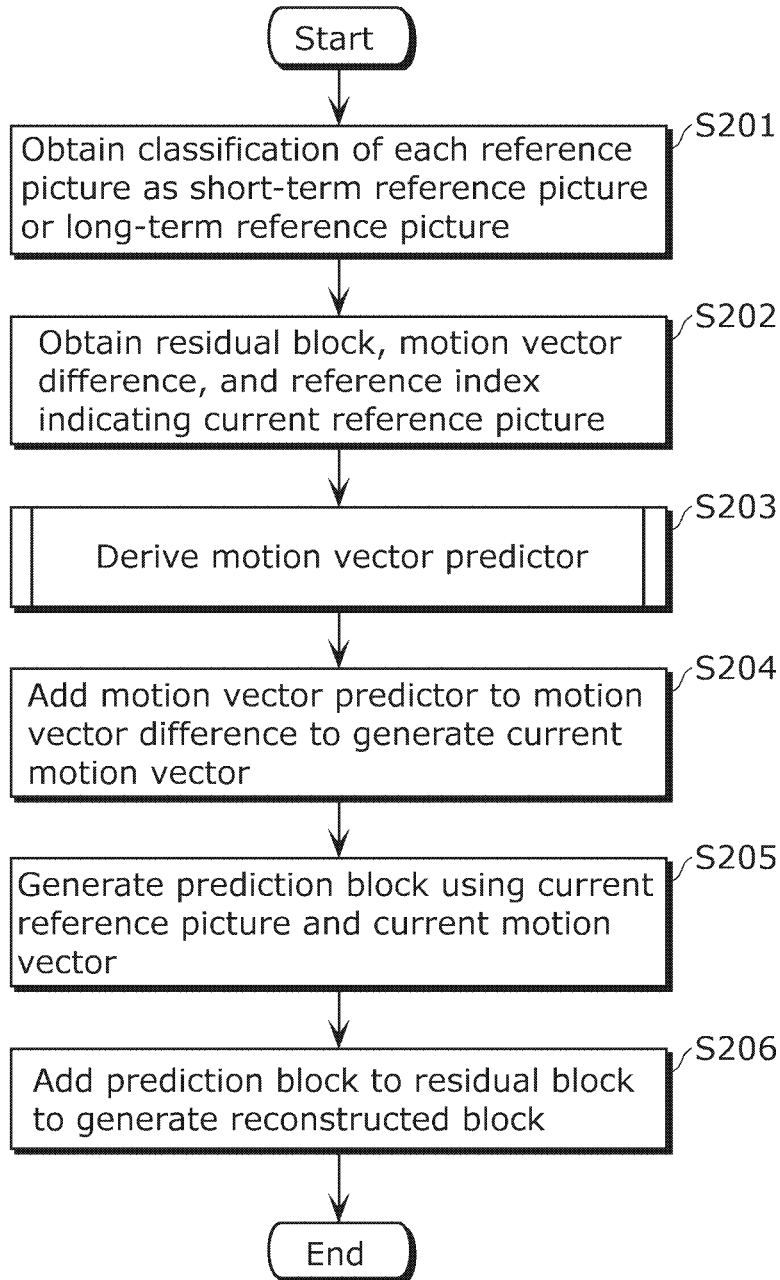 Start
S201
Obtain classification of each reference
picture as short-term reference picture
or long-term reference picture
S202
Obtain residual block, motion vector
difference, and reference index
indicating current reference picture
S203
Derive motion vector predictor
S204
Add motion vector predictor to motion
vector difference to generate current
motion vector
S205
Generate prediction block using current
reference picture and current motion
vector
S206
Add prediction block to residual block
to generate reconstructed block
End